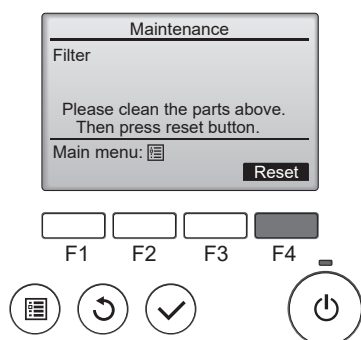 Maintenance
Filter
Please clean the parts above.
Then press reset button.
Main menu:
Reset
F1 F2 F3 F4